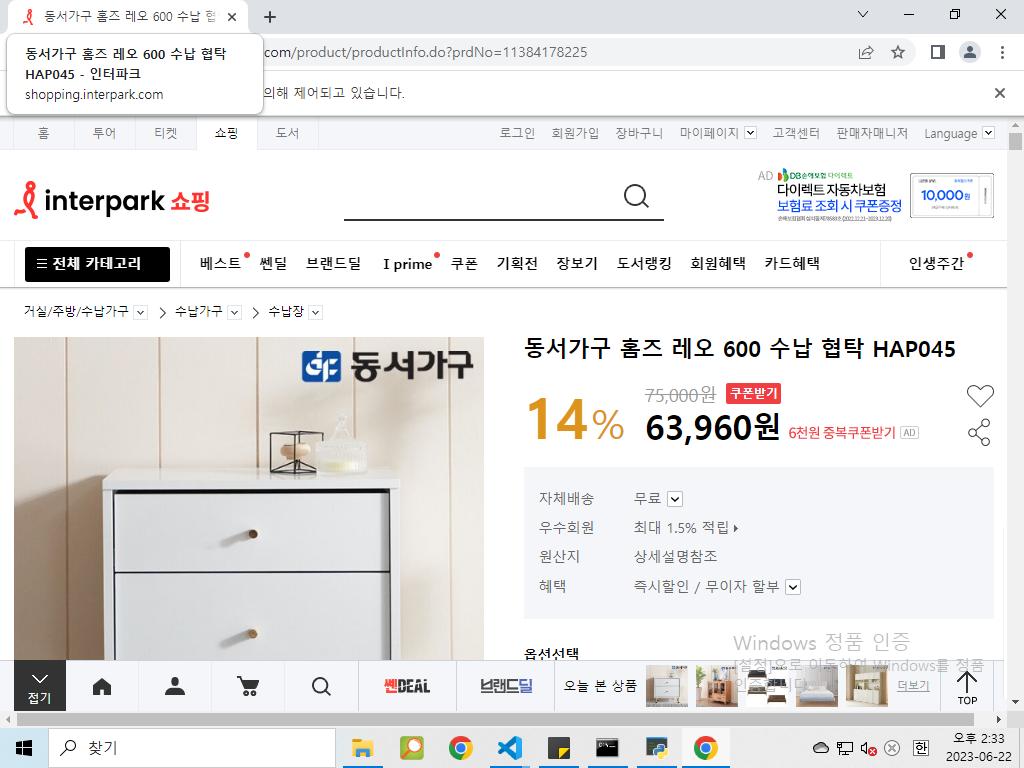 동서가구 홈즈 레오 600 수납 협
동서가구 홈즈 레오 600 수납 협탁
HAP045 - 인터파크
shopping.interpark.com
.com/product/productInfo.do?prdNo=11384178225
의해 제어되고 있습니다.
홈 투어 티켓 쇼핑 도서 로그인 회원가입 장바구니 마이페이지 고객센터 판매자매니저 Language
interpark 쇼핑
AD DB손해보험 다이렉트
다이렉트 자동차보험
보험료 조회 시 쿠폰증정
10,000원
전체 카테고리 베스트 쎈딜 브랜드딜 I prime 쿠폰 기획전 장보기 도서랭킹 회원혜택 카드혜택 인생주간
거실/주방/수납가구 수납가구 수납장
동서가구
동서가구 홈즈 레오 600 수납 협탁 HAP045
14% 75,000원 쿠폰받기
63,960원 6천원 중복쿠폰받기 AD
자체배송 무료
우수회원 최대 1.5% 적립
원산지 상세설명참조
혜택 즉시할인 / 무이자 할부
옵션선택
Windows 정품 인증
[설정]으로 이동하여 Windows를 정품
인증합니다.
접기 쎈DEAL 브랜드딜 오늘 본 상품 더보기 TOP
찾기
한 오후 2:33
2023-06-22